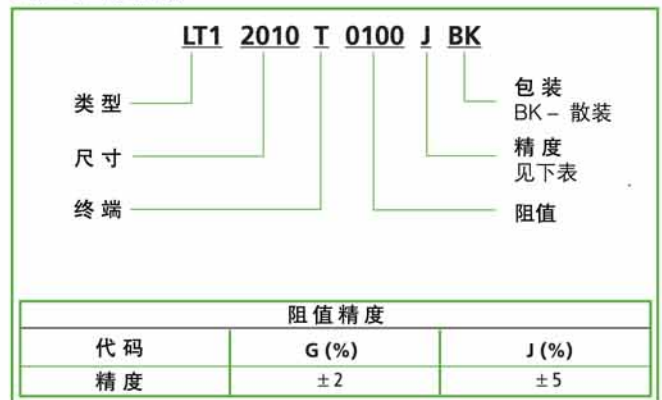 LT1 2010 T 0100 J BK
类型
尺寸
终端
包装
BK – 散装
精度
见下表
阻值
阻值精度
代码 G (%) J (%)
精度 ±2 ±5